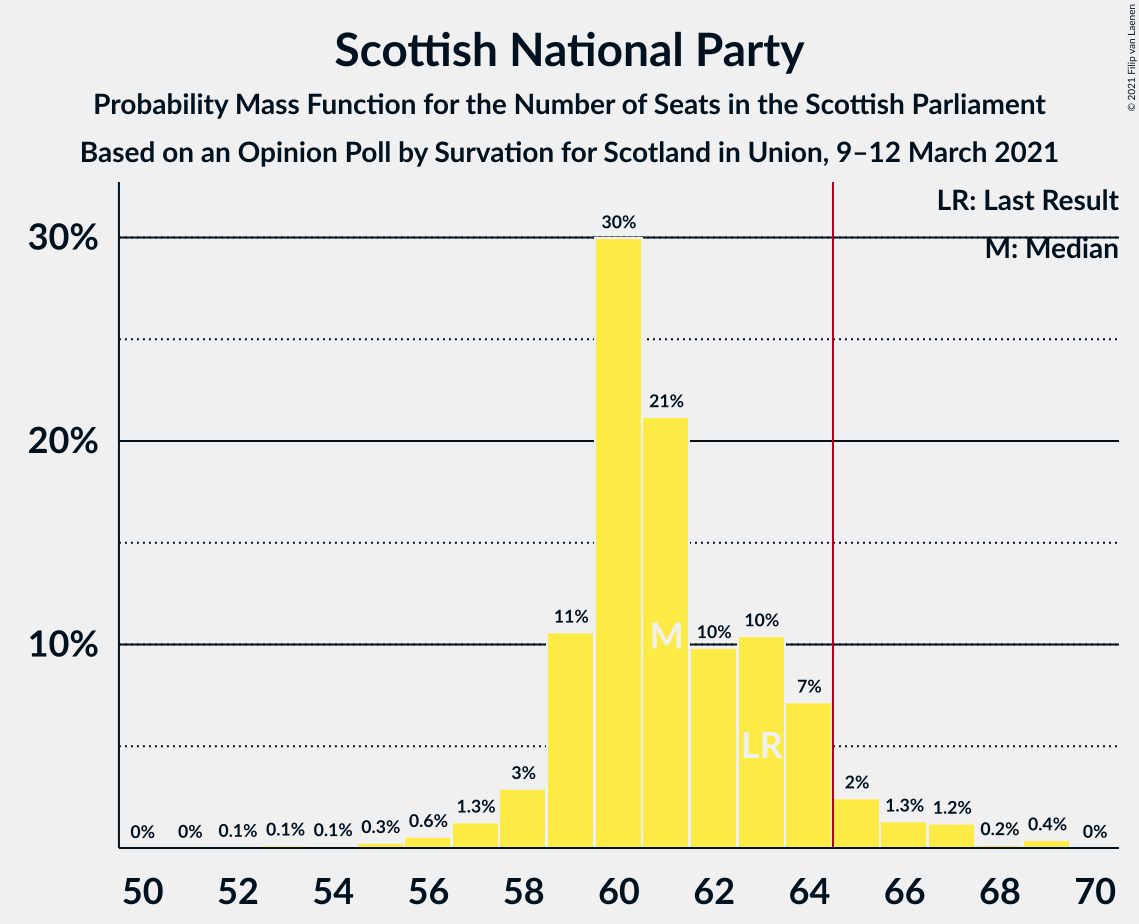 Scottish National Party
Probability Mass Function for the Number of Seats in the Scottish Parliament
Based on an Opinion Poll by Survation for Scotland in Union, 9–12 March 2021
© 2021 Filip van Laenen
LR: Last Result
M: Median
30%
20%
10%
0% 0% 0.1% 0.1% 0.1% 0.3% 0.6% 1.3% 3% 11% 30% 21% 10% 10% 7% 2% 1.3% 1.2% 0.2% 0.4% 0%
M
LR
50 52 54 56 58 60 62 64 66 68 70